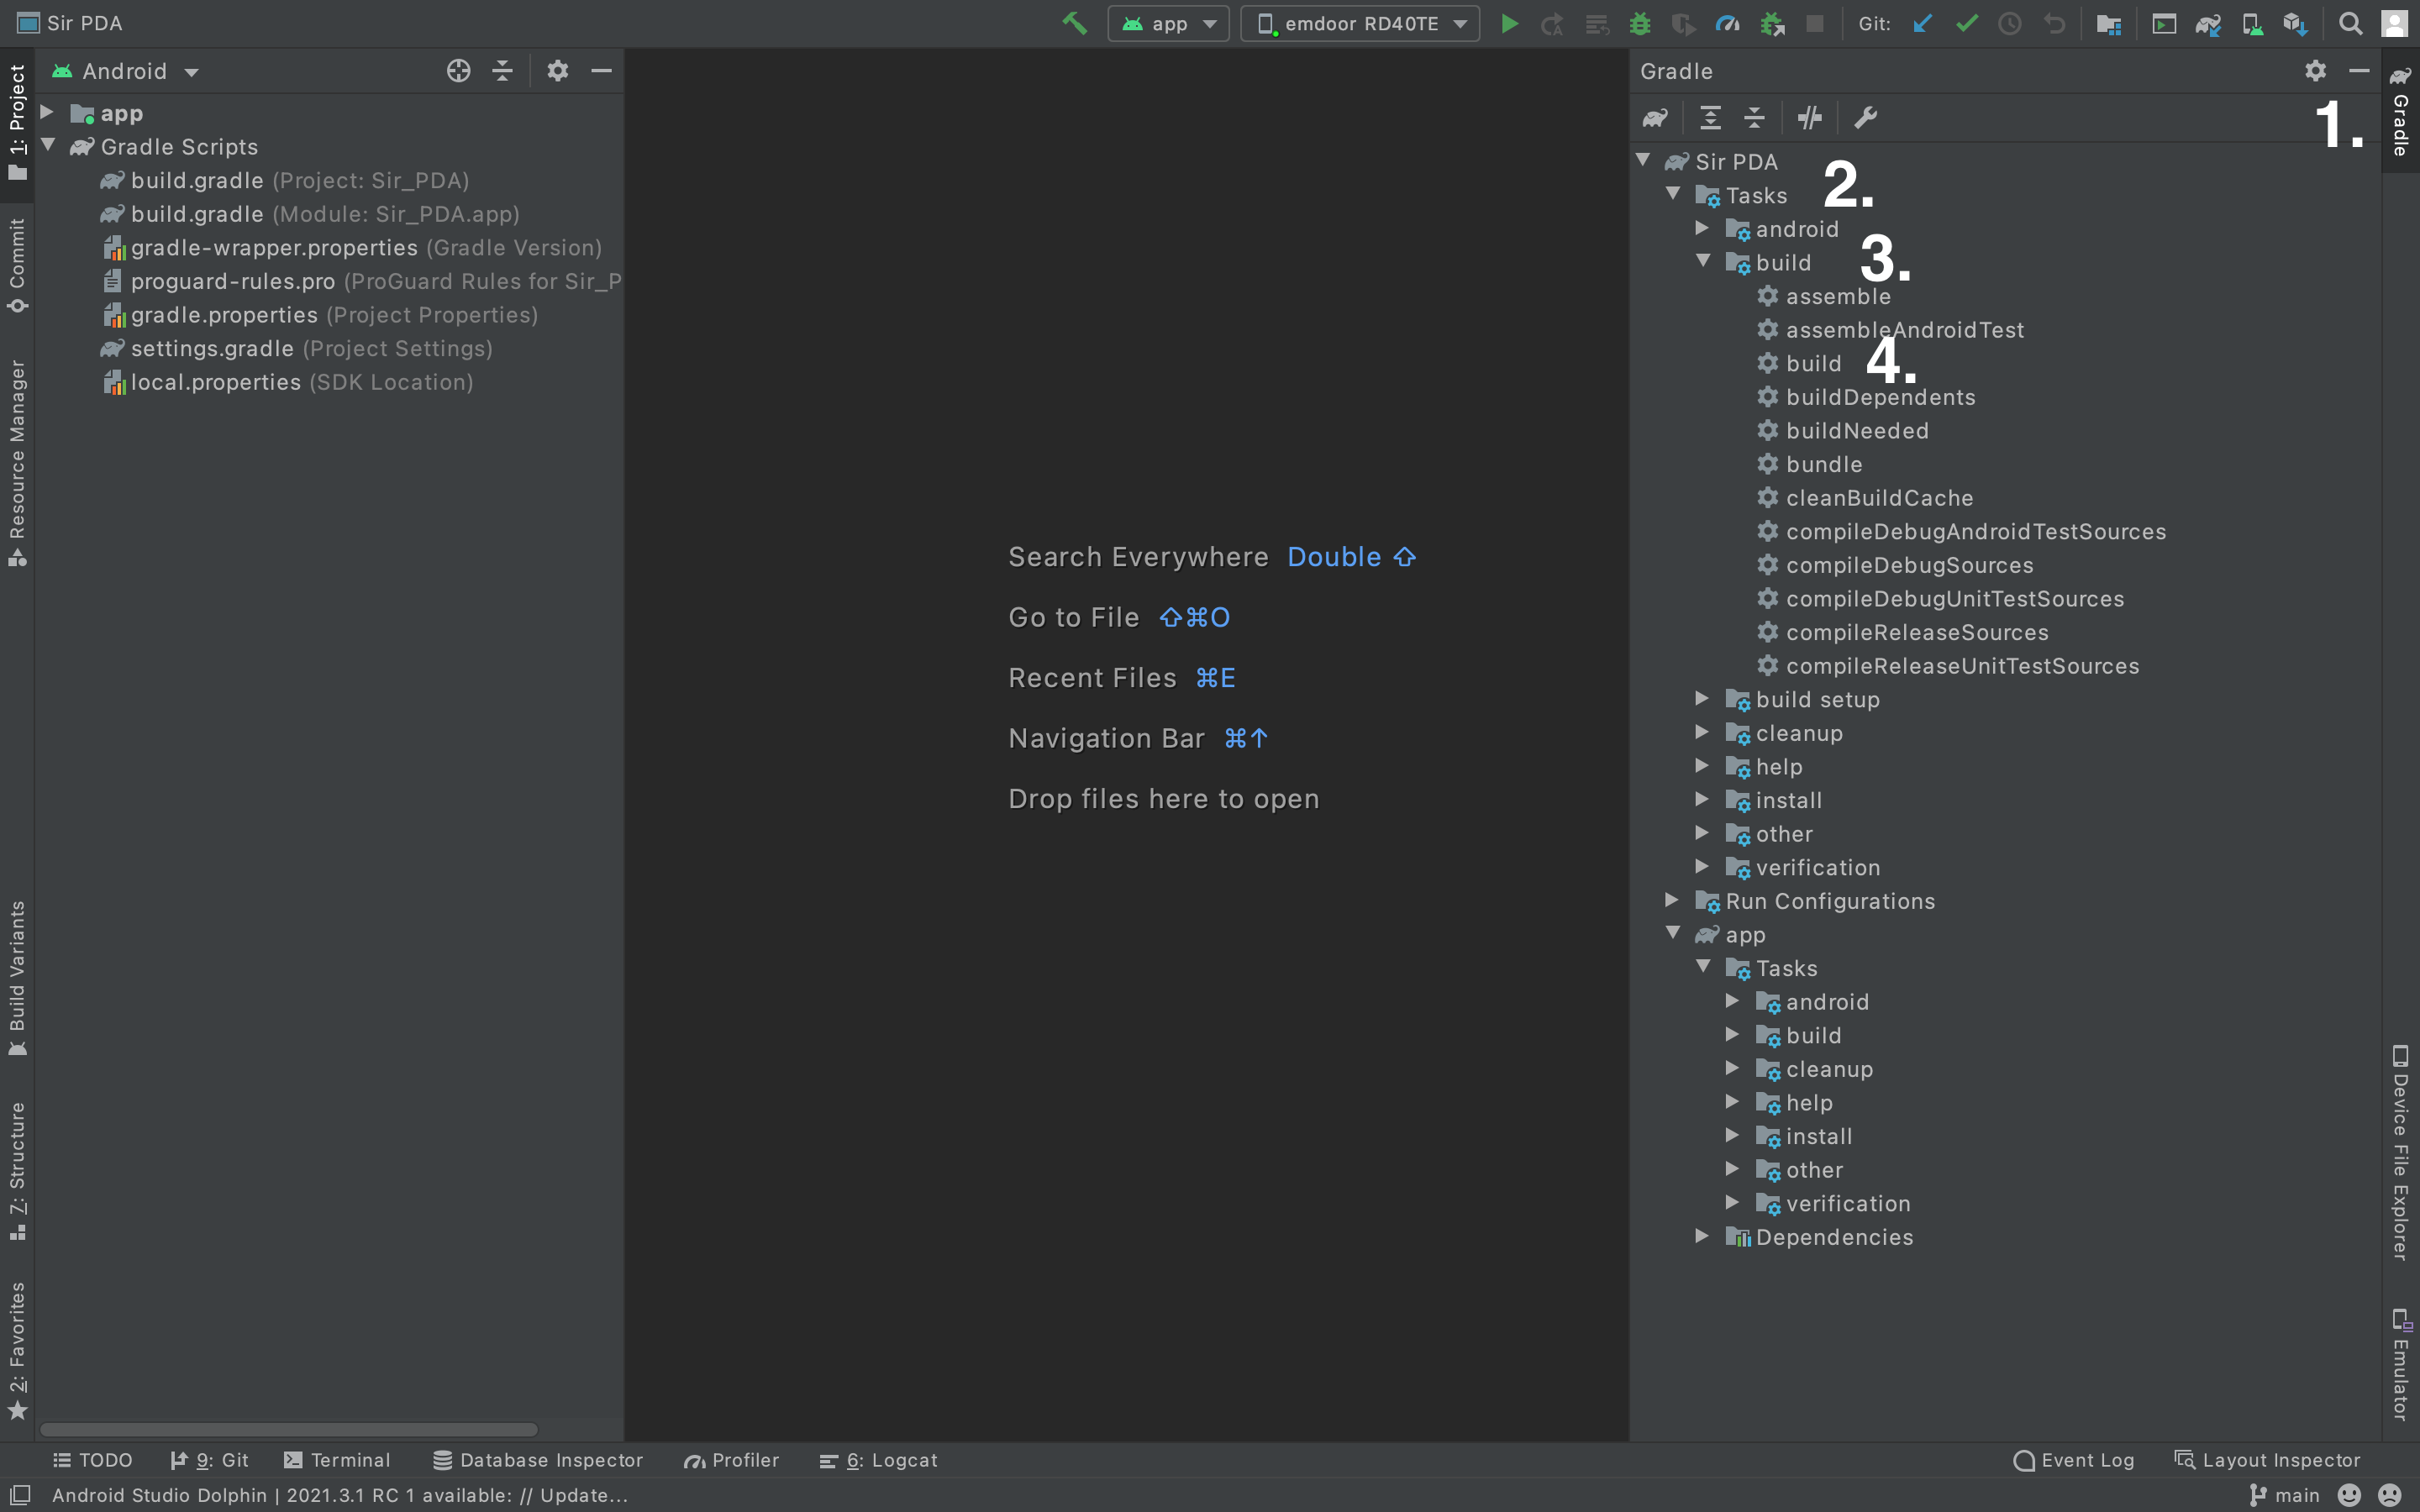 Sir PDA
app
emdoor RD40TE
Git:
1: Project
Commit
Resource Manager
Build Variants
7: Structure
2: Favorites
Android
app
Gradle Scripts
build.gradle (Project: Sir_PDA)
build.gradle (Module: Sir_PDA.app)
gradle-wrapper.properties (Gradle Version)
proguard-rules.pro (ProGuard Rules for Sir_P
gradle.properties (Project Properties)
settings.gradle (Project Settings)
local.properties (SDK Location)
Search Everywhere Double ⇧
Go to File ⇧⌘O
Recent Files ⌘E
Navigation Bar ⌘↑
Drop files here to open
Gradle
1.
Sir PDA
Tasks 2.
android
build 3.
assemble
assembleAndroidTest
build 4.
buildDependents
buildNeeded
bundle
cleanBuildCache
compileDebugAndroidTestSources
compileDebugSources
compileDebugUnitTestSources
compileReleaseSources
compileReleaseUnitTestSources
build setup
cleanup
help
install
other
verification
Run Configurations
app
Tasks
android
build
cleanup
help
install
other
verification
Dependencies
Gradle
Device File Explorer
Emulator
TODO
9: Git
Terminal
Database Inspector
Profiler
6: Logcat
Event Log
Layout Inspector
Android Studio Dolphin | 2021.3.1 RC 1 available: // Update...
main